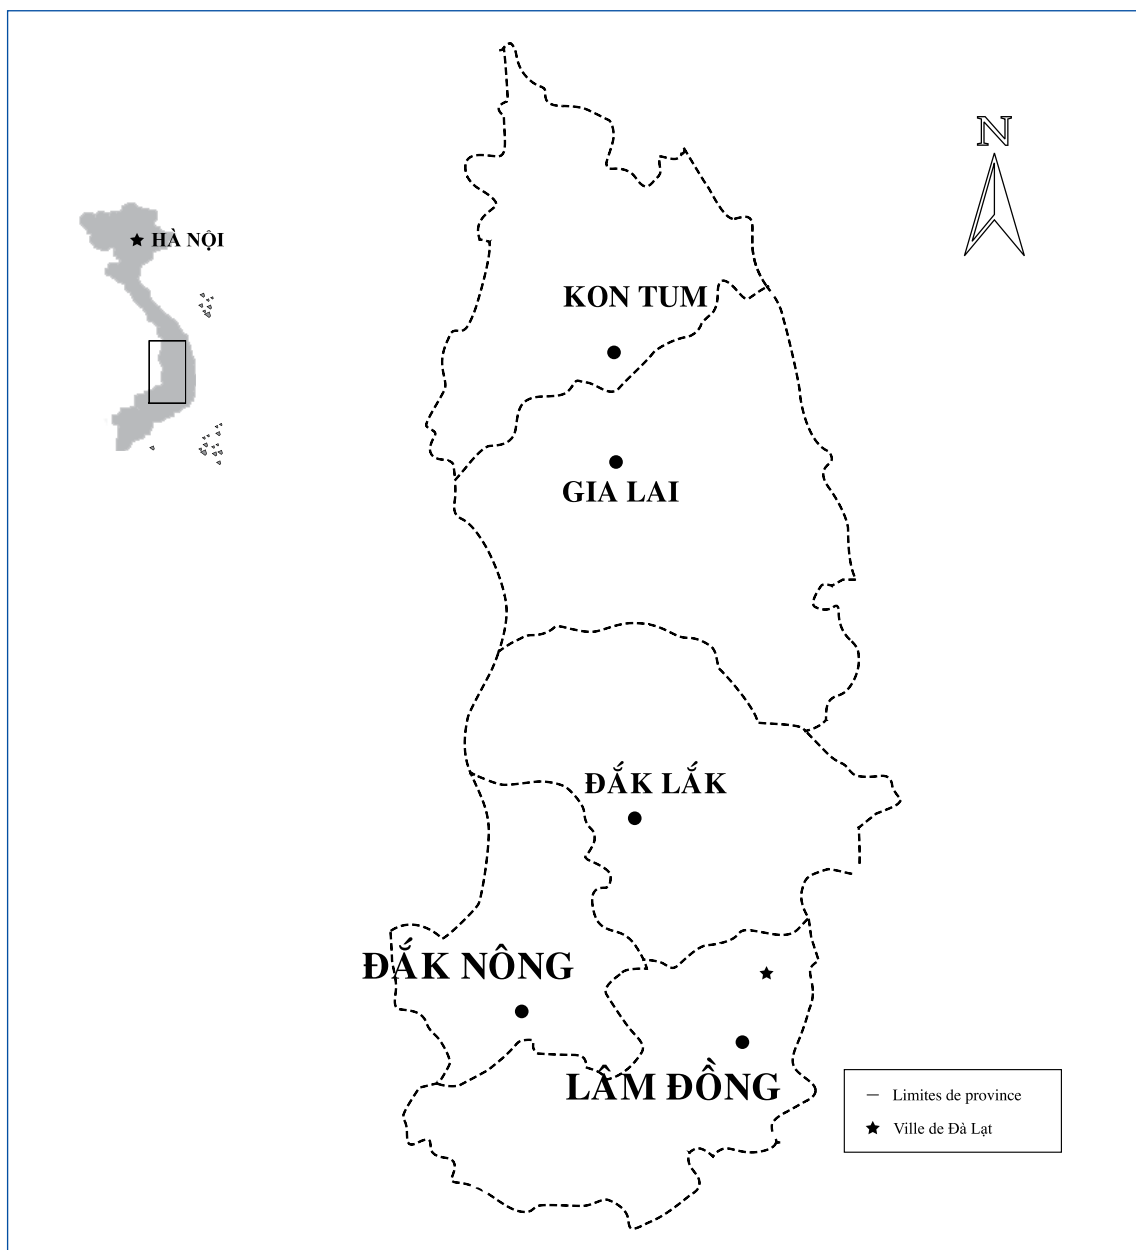 N
HÀ NỘI
KON TUM
GIA LAI
ĐẮK LẮK
ĐẮK NÔNG
LÂM ĐỒNG
Limites de province
Ville de Đà Lạt